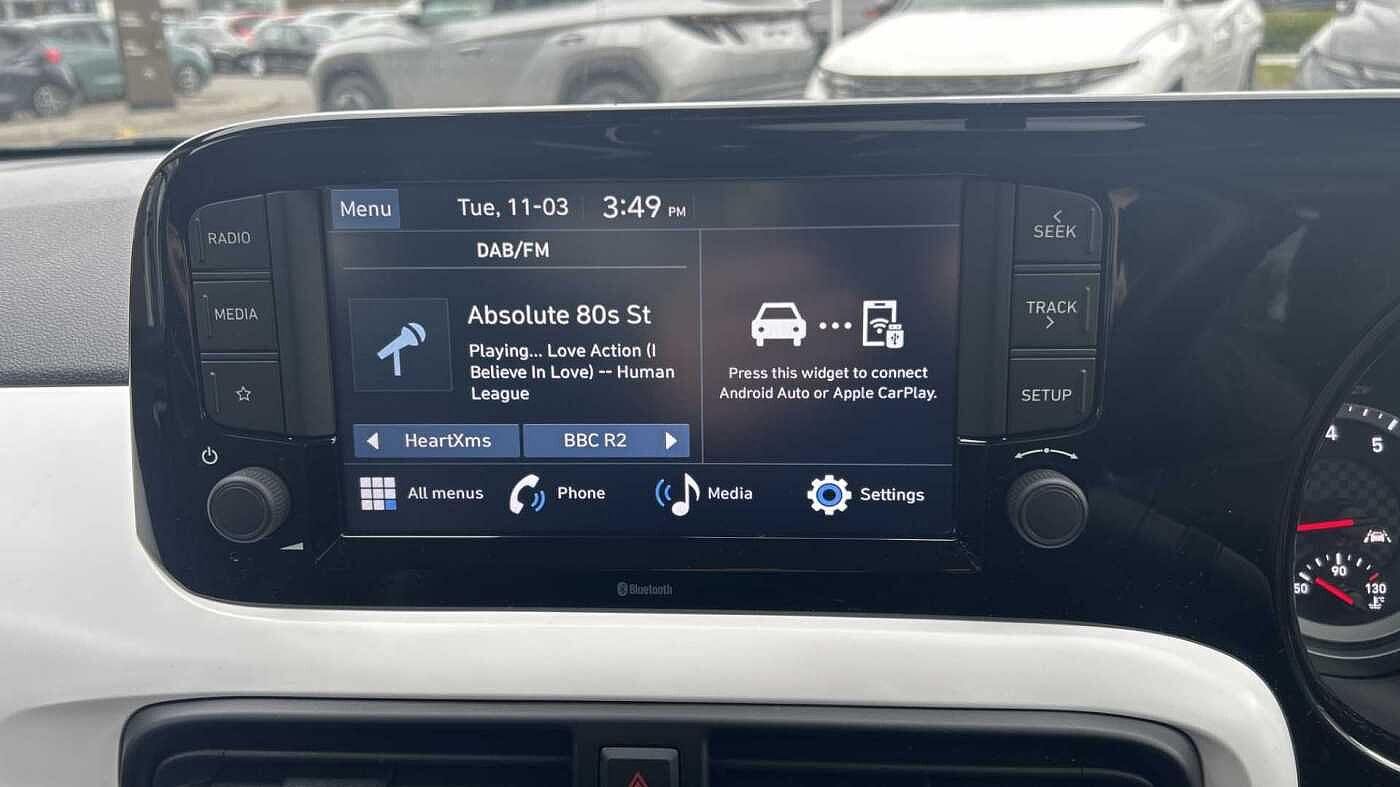 Menu
Tue, 11-03
3:49 PM
DAB/FM
Absolute 80s St
Playing... Love Action (I
Believe In Love) -- Human
League
HeartXms
BBC R2
Press this widget to connect
Android Auto or Apple CarPlay.
All menus
Phone
Media
Settings
RADIO
MEDIA
SEEK
TRACK
SETUP
Bluetooth
4
5
50
90
130